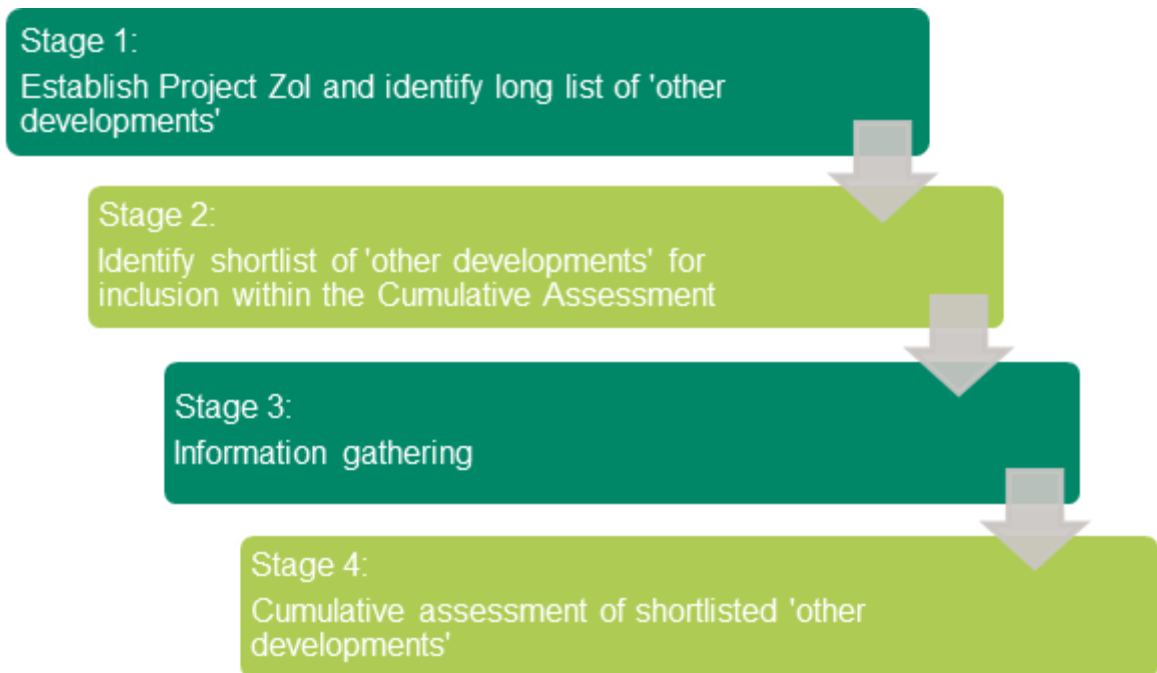 Stage 1:
Establish Project ZoI and identify long list of 'other
developments'
Stage 2:
Identify shortlist of 'other developments' for
inclusion within the Cumulative Assessment
Stage 3:
Information gathering
Stage 4:
Cumulative assessment of shortlisted 'other
developments'